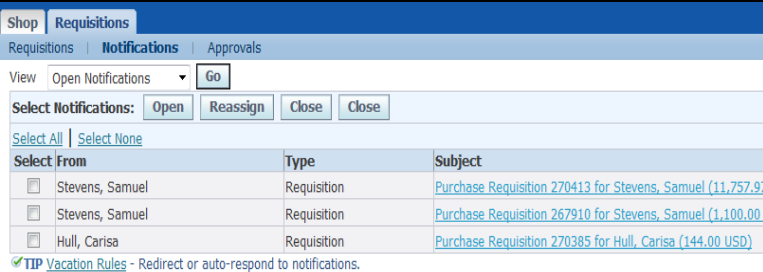 Shop Requisitions
Requisitions | Notifications | Approvals
View Open Notifications Go
Select Notifications: Open Reassign Close Close
Select All | Select None
Select From Type Subject
Stevens, Samuel Requisition Purchase Requisition 270413 for Stevens, Samuel (11,757.97
Stevens, Samuel Requisition Purchase Requisition 267910 for Stevens, Samuel (1,100.00
Hull, Carisa Requisition Purchase Requisition 270385 for Hull, Carisa (144.00 USD)
TIP Vacation Rules - Redirect or auto-respond to notifications.